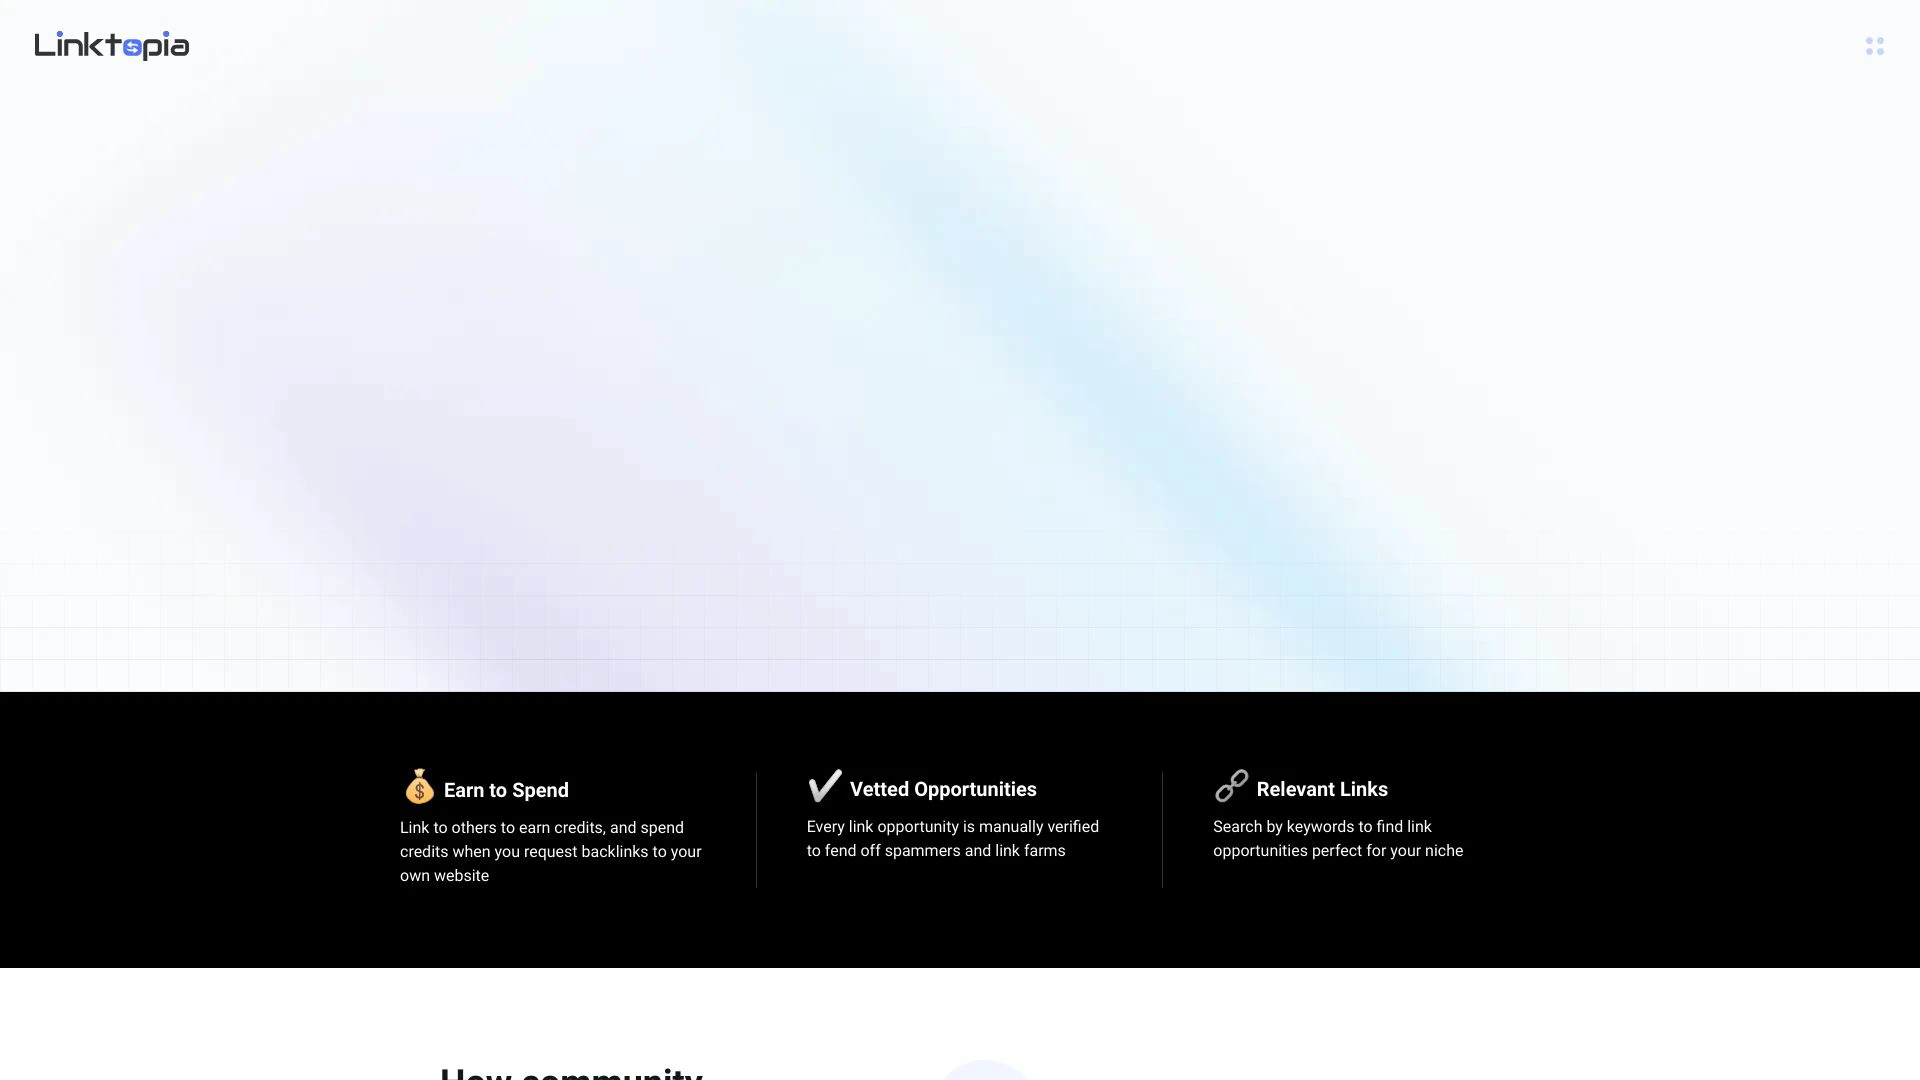 Linktopia
Earn to Spend
Link to others to earn credits, and spend
credits when you request backlinks to your
own website
Vetted Opportunities
Every link opportunity is manually verified
to fend off spammers and link farms
Relevant Links
Search by keywords to find link
opportunities perfect for your niche
How community